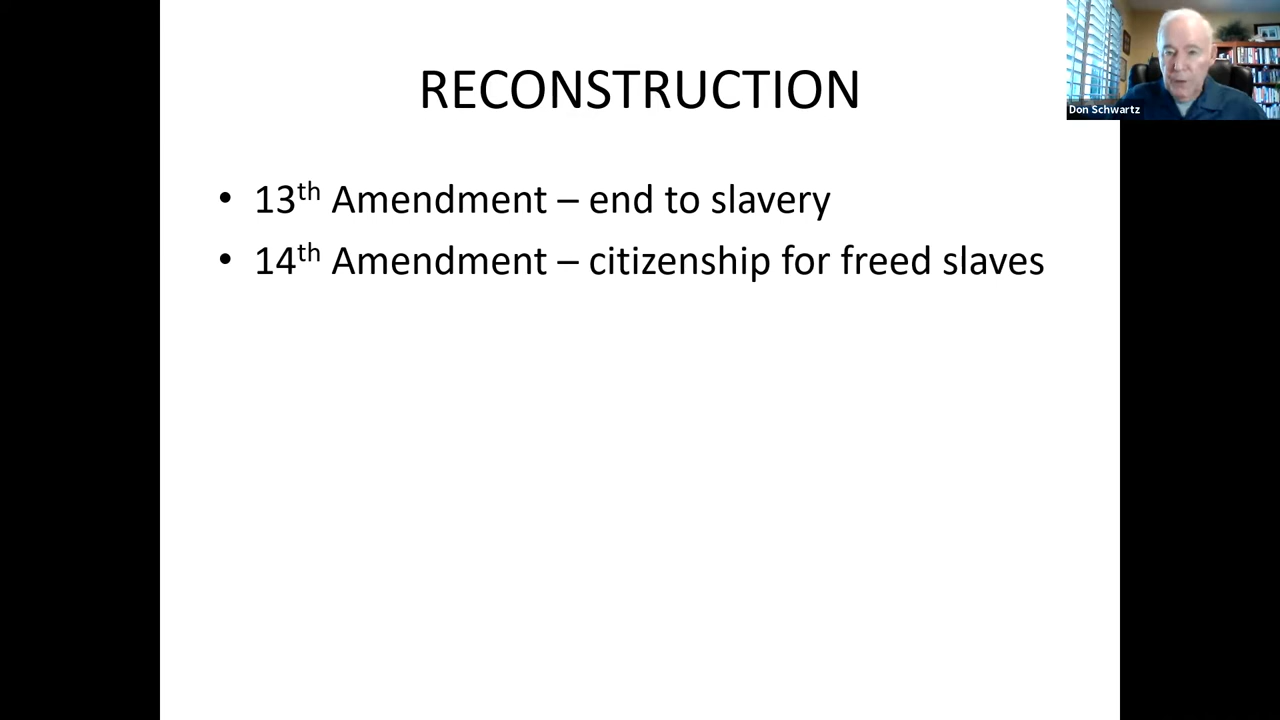 RECONSTRUCTION
Don Schwartz
• 13th Amendment – end to slavery
• 14th Amendment – citizenship for freed slaves